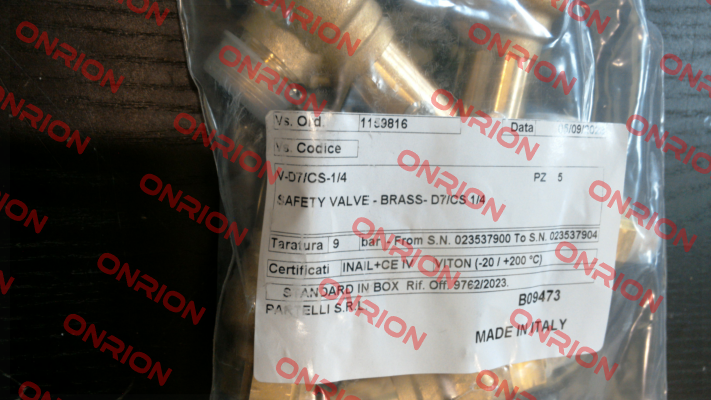 Vs. Ord. 1159816 Data
Vs. Codice
V-D7/CS-1/4 PZ 5
SAFETY VALVE - BRASS- D7/CS 1/4
Taratura 9 bar - From S.N. 023537900 To S.N. 023537904
Certificati INAIL+CE IV VITON (-20 / +200 °C)
STANDARD IN BOX Rif. Off. 9762/2023.
S.R.L
B09473
MADE IN ITALY
ONRION